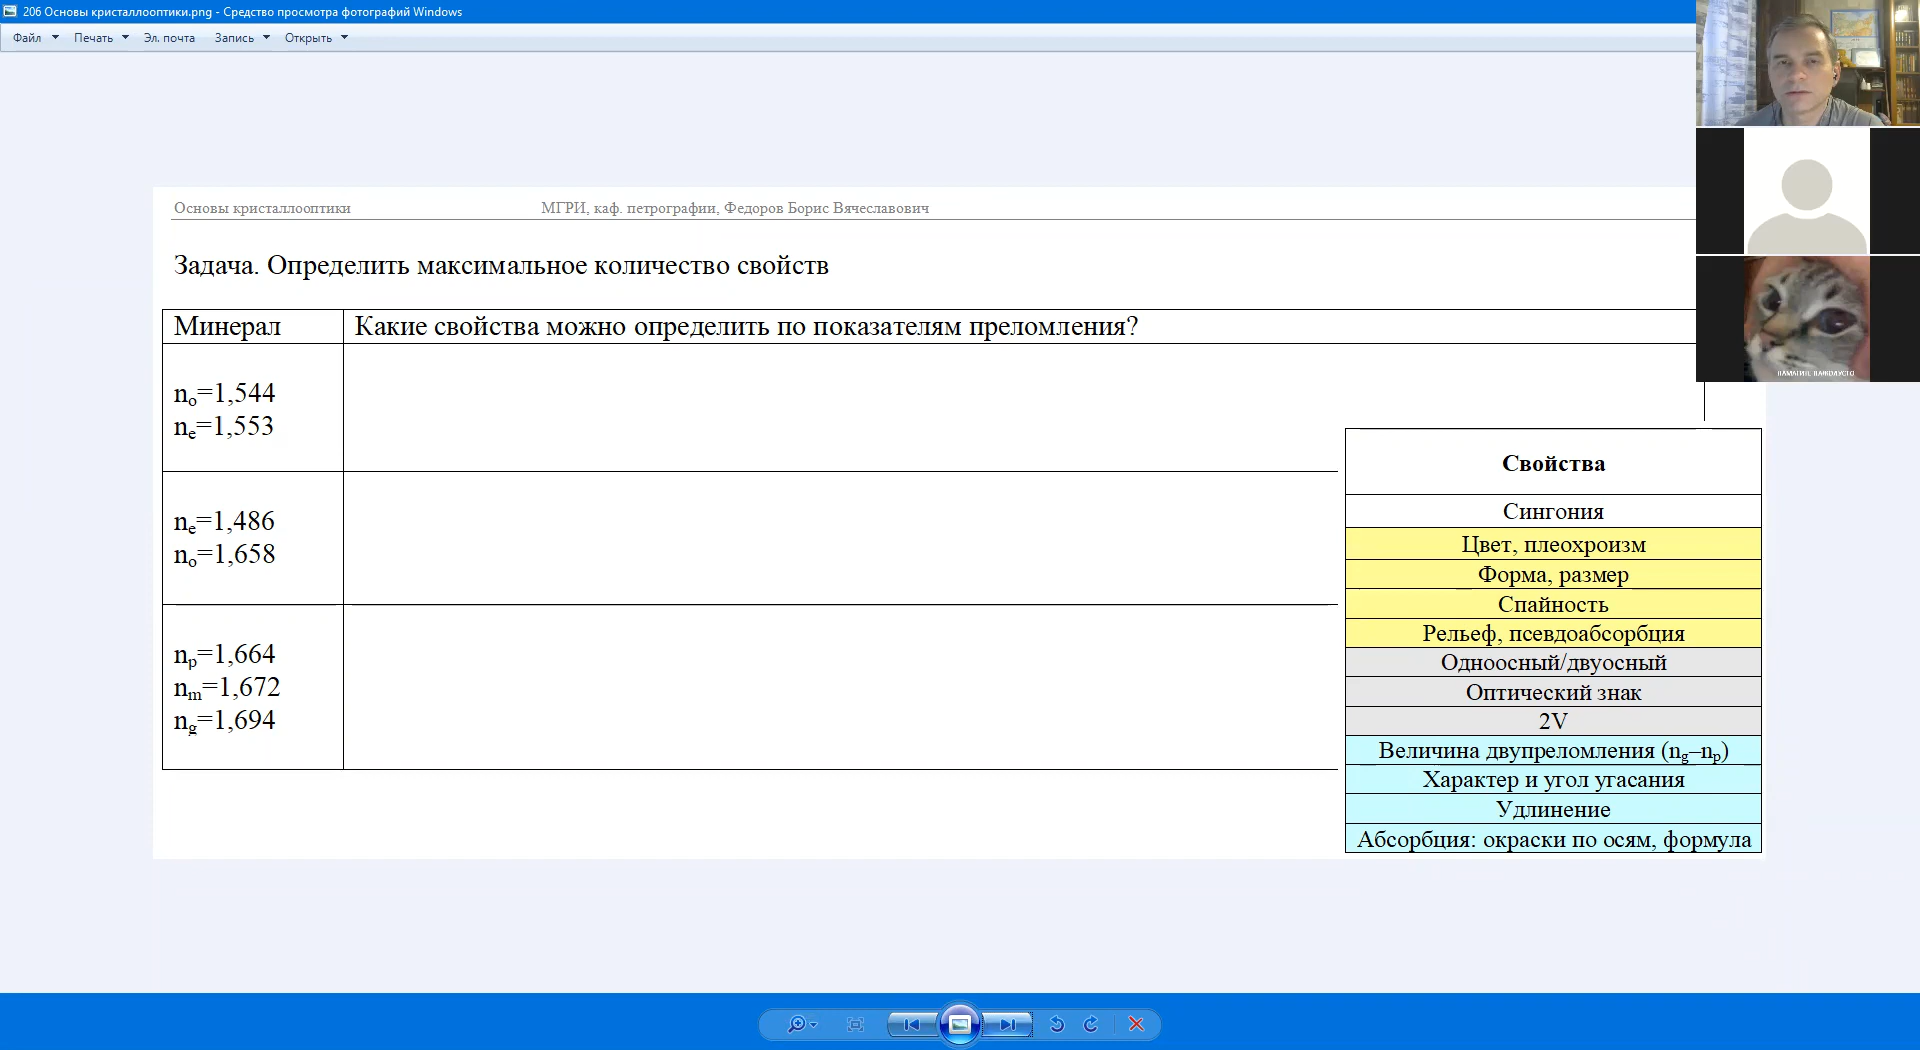 206 Основы кристаллооптики.png - Средство просмотра фотографий Windows
Файл Печать Эл. почта Запись Открыть
Основы кристаллооптики МГРИ, каф. петрографии, Федоров Борис Вячеславович
Задача. Определить максимальное количество свойств
Минерал Какие свойства можно определить по показателям преломления?
nₒ=1,544
nₑ=1,553
nₑ=1,486
nₒ=1,658
nₚ=1,664
nₘ=1,672
n_g=1,694
Свойства
Сингония
Цвет, плеохроизм
Форма, размер
Спайность
Рельеф, псевдоабсорбция
Одноосный/двуосный
Оптический знак
2V
Величина двупреломления (n_g–nₚ)
Характер и угол угасания
Удлинение
Абсорбция: окраски по осям, формула